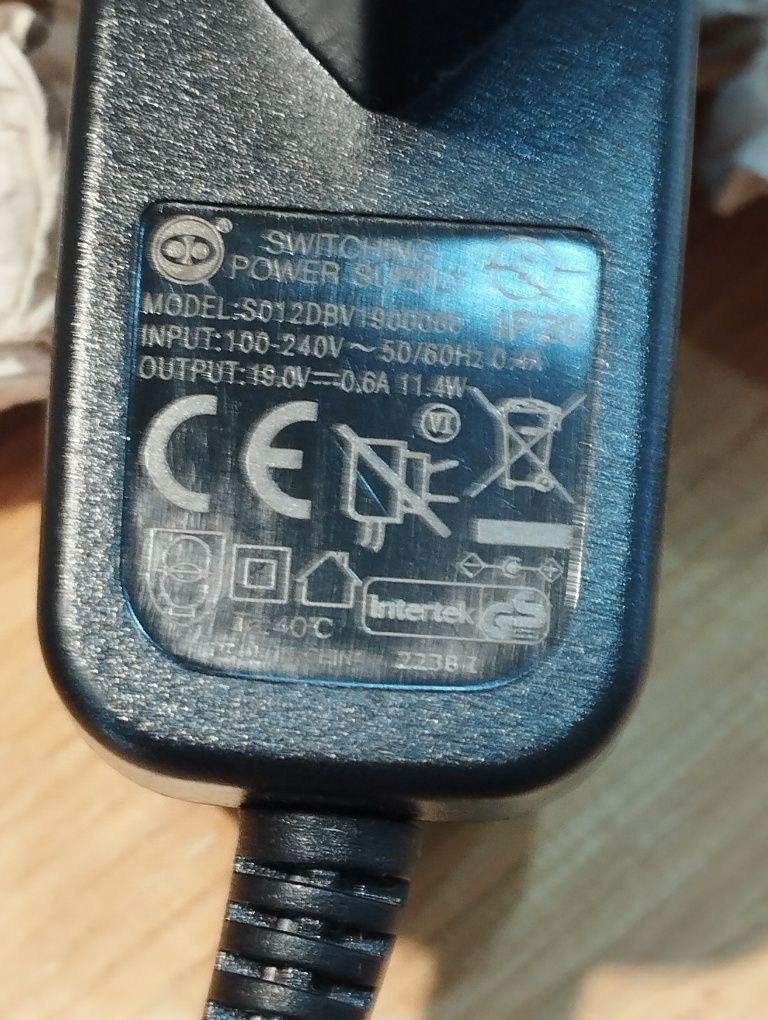 SWITCHING
POWER SUPPLY
MODEL:S012DBV1900060
IP20
INPUT:100-240V ~ 50/60Hz 0.4A
OUTPUT:19.0V⎓0.6A 11.4W
VI
CE
Intertek
GS
40°C
2238-Z